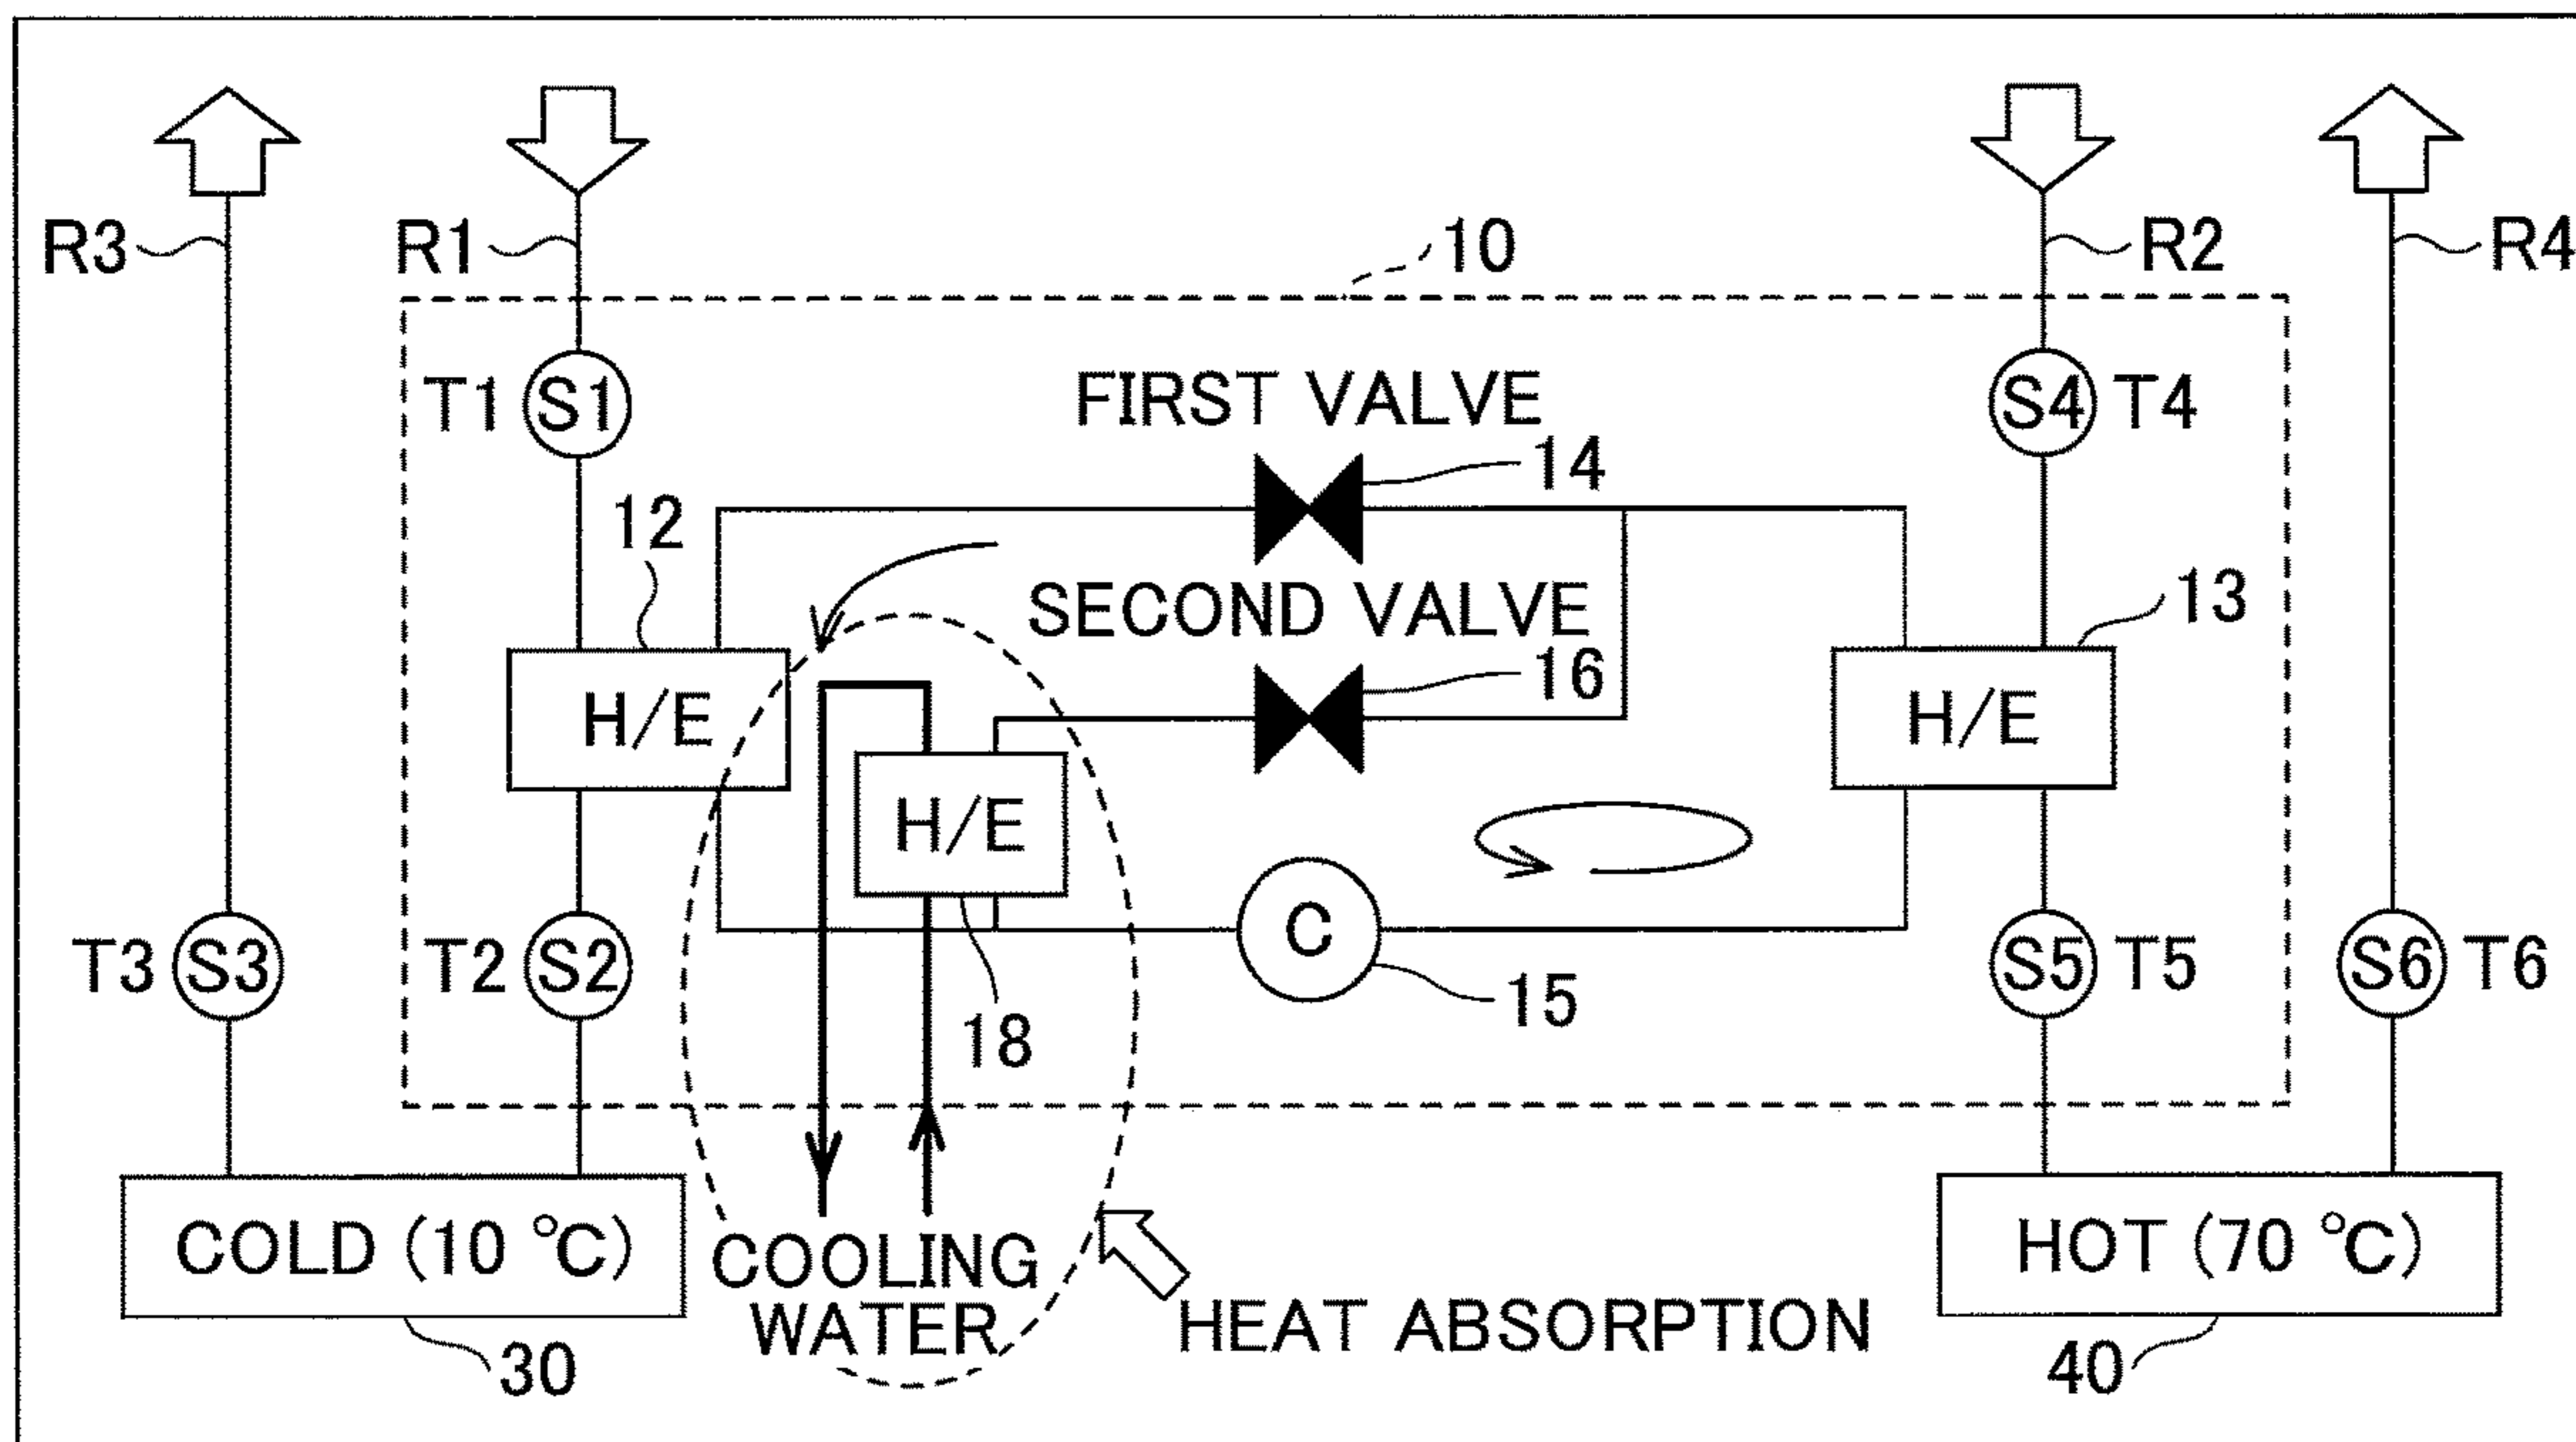 R3
R1
10
R2
R4
T1
S1
FIRST VALVE
S4
T4
14
12
SECOND VALVE
13
16
H/E
H/E
H/E
C
T3
S3
T2
S2
18
15
S5
T5
S6
T6
COLD (10 ℃)
COOLING
WATER
HEAT ABSORPTION
HOT (70 ℃)
30
40